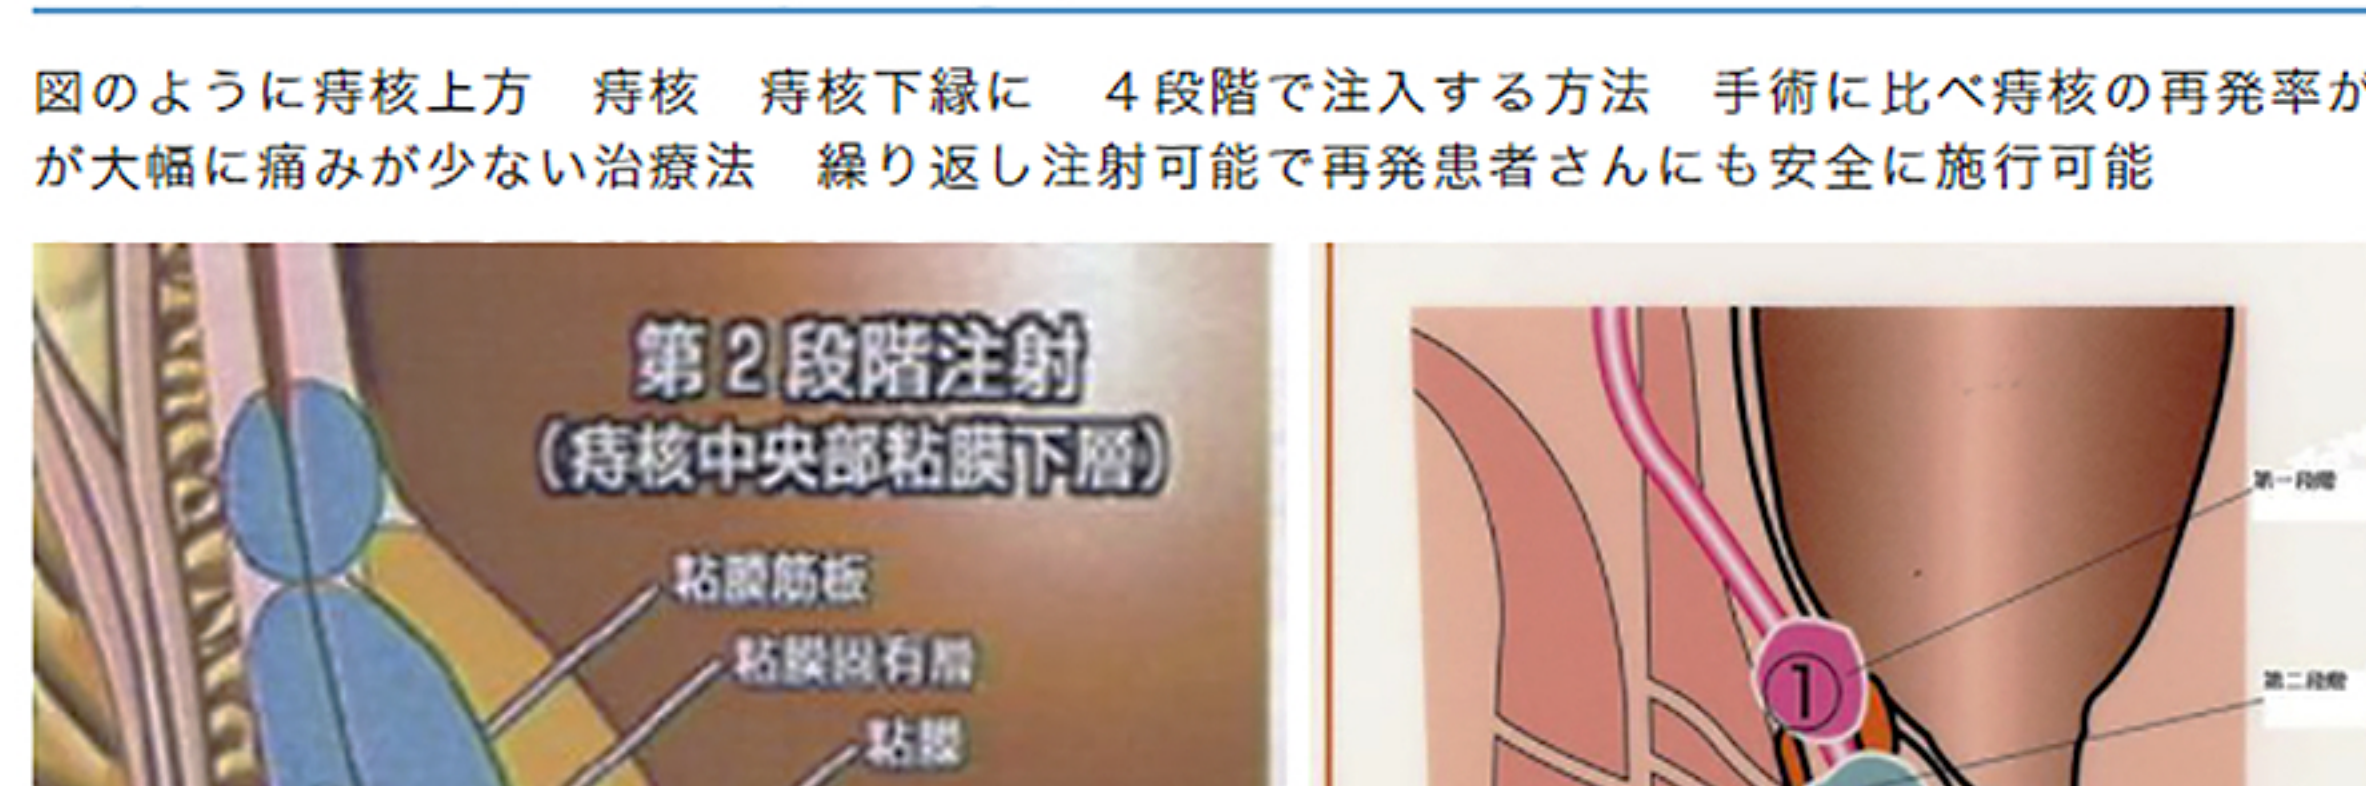 図のように痔核上方　痔核　痔核下縁に　４段階で注入する方法　手術に比べ痔核の再発率が
が大幅に痛みが少ない治療法　繰り返し注射可能で再発患者さんにも安全に施行可能
第２段階注射
（痔核中央部粘膜下層）
粘膜筋板
粘膜固有層
粘膜
第一段階
1
第二段階